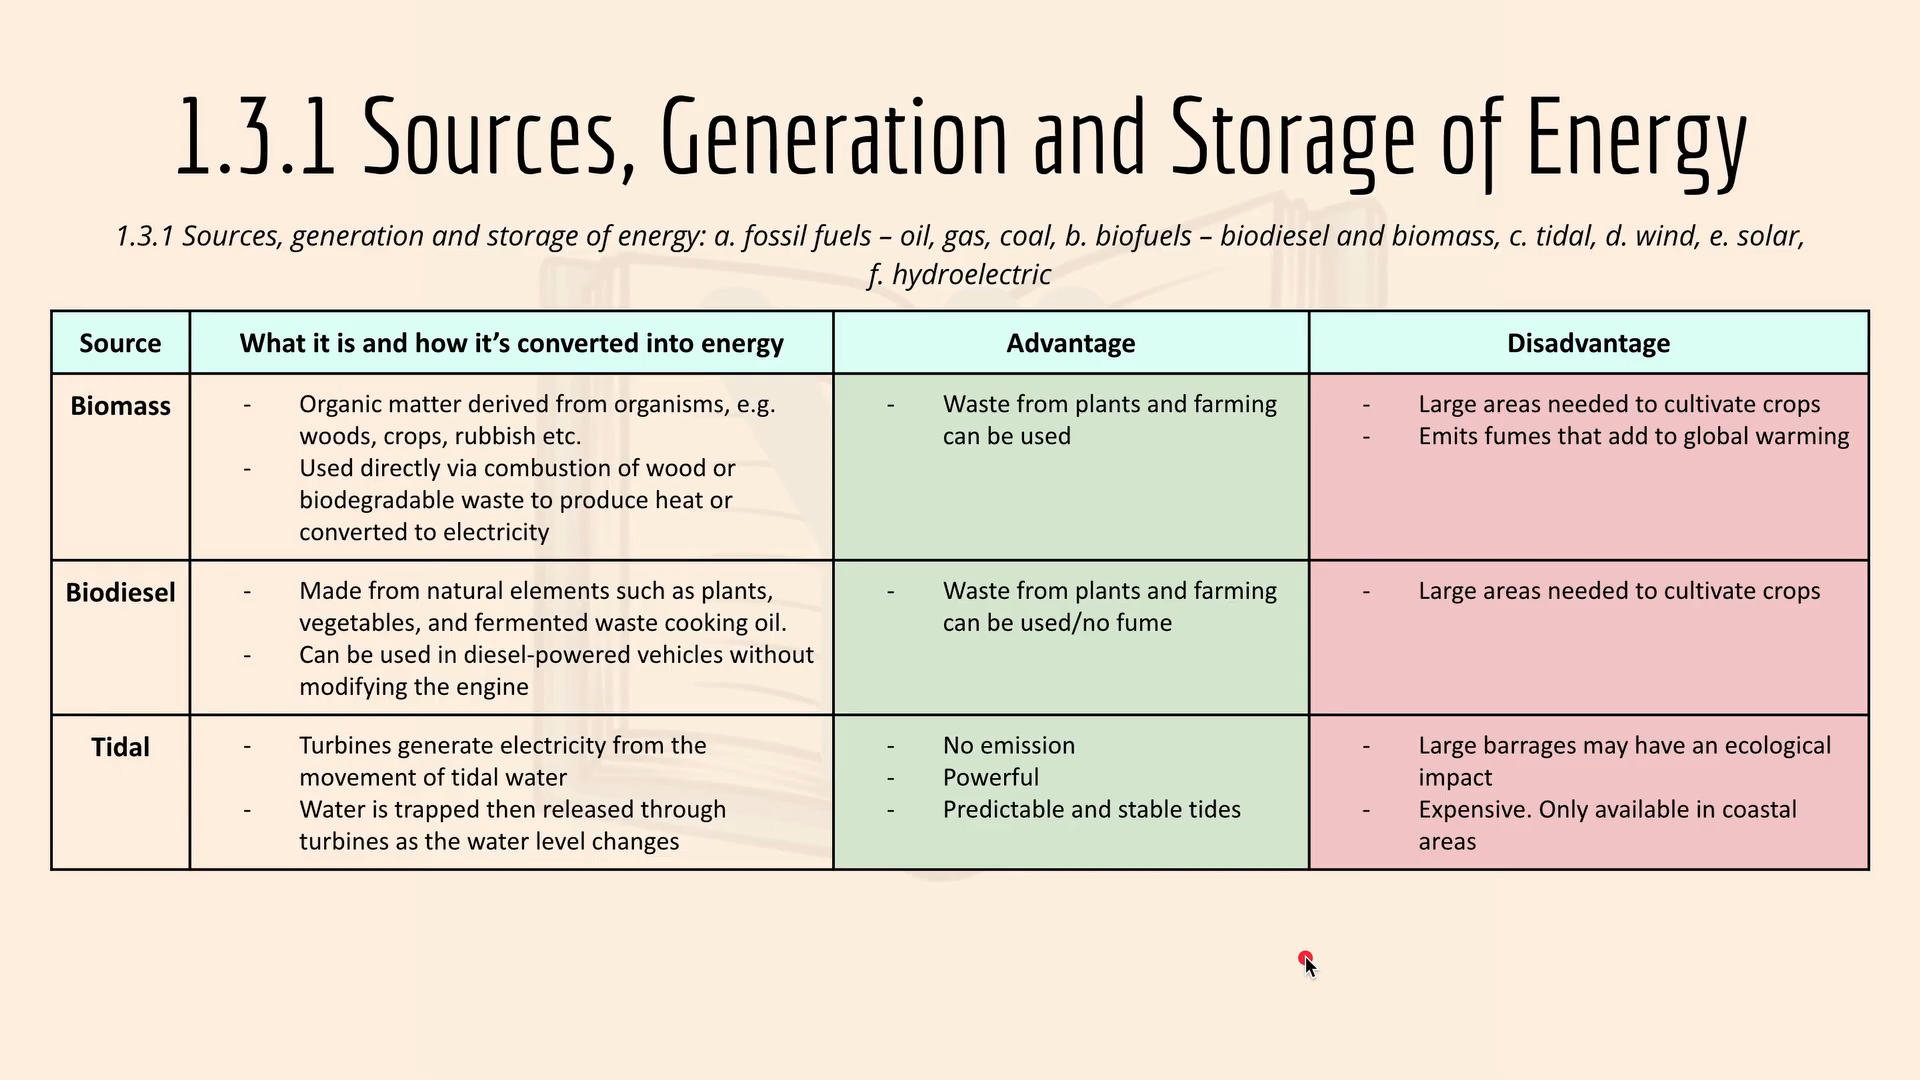 1.3.1 Sources, Generation and Storage of Energy
1.3.1 Sources, generation and storage of energy: a. fossil fuels – oil, gas, coal, b. biofuels – biodiesel and biomass, c. tidal, d. wind, e. solar,
f. hydroelectric
Source
What it is and how it’s converted into energy
Advantage
Disadvantage
Biomass
- Organic matter derived from organisms, e.g.
woods, crops, rubbish etc.
- Used directly via combustion of wood or
biodegradable waste to produce heat or
converted to electricity
- Waste from plants and farming
can be used
- Large areas needed to cultivate crops
- Emits fumes that add to global warming
Biodiesel
- Made from natural elements such as plants,
vegetables, and fermented waste cooking oil.
- Can be used in diesel-powered vehicles without
modifying the engine
- Waste from plants and farming
can be used/no fume
- Large areas needed to cultivate crops
Tidal
- Turbines generate electricity from the
movement of tidal water
- Water is trapped then released through
turbines as the water level changes
- No emission
- Powerful
- Predictable and stable tides
- Large barrages may have an ecological
impact
- Expensive. Only available in coastal
areas